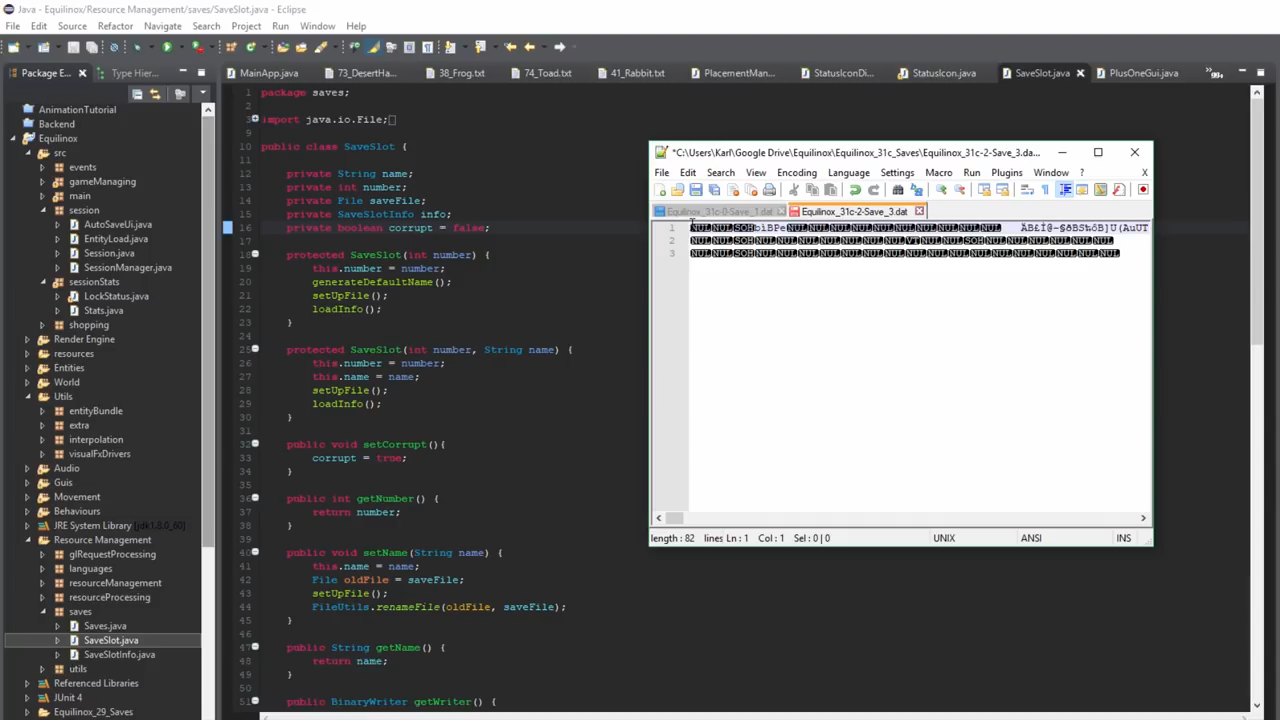 Java - Equilinox/Resource Management/saves/SaveSlot.java - Eclipse
File Edit Source Refactor Navigate Search Project Run Window Help
Package E... Type Hier...
MainApp.java 73_DesertHa... 38_Frog.txt 74_Toad.txt 41_Rabbit.txt PlacementMan... StatusIconDi... StatusIcon.java SaveSlot.java PlusOneGui.java
AnimationTutorial
Backend
Equilinox
src
events
gameManaging
main
session
AutoSaveUi.java
EntityLoad.java
Session.java
SessionManager.java
sessionStats
LockStatus.java
Stats.java
shopping
Render Engine
resources
Entities
World
Utils
entityBundle
extra
interpolation
visualFxDrivers
Audio
Guis
Movement
Behaviours
JRE System Library [jdk1.8.0_60]
Resource Management
glRequestProcessing
languages
resourceManagement
resourceProcessing
saves
Saves.java
SaveSlot.java
SaveSlotInfo.java
utils
Referenced Libraries
JUnit 4
Equilinox_29_Saves
1 package saves;
2
3 import java.io.File;
9
10 public class SaveSlot {
11
12 private String name;
13 private int number;
14 private File saveFile;
15 private SaveSlotInfo info;
16 private boolean corrupt = false;
17
18 protected SaveSlot(int number) {
19 this.number = number;
20 generateDefaultName();
21 setUpFile();
22 loadInfo();
23 }
24
25 protected SaveSlot(int number, String name) {
26 this.number = number;
27 this.name = name;
28 setUpFile();
29 loadInfo();
30 }
31
32 public void setCorrupt(){
33 corrupt = true;
34 }
35
36 public int getNumber() {
37 return number;
38 }
39
40 public void setName(String name) {
41 this.name = name;
42 File oldFile = saveFile;
43 setUpFile();
44 FileUtils.renameFile(oldFile, saveFile);
45 }
46
47 public String getName() {
48 return name;
49 }
50
51 public BinaryWriter getWriter() {
*C:\Users\Karl\Google Drive\Equilinox\Equilinox_31c_Saves\Equilinox_31c-2-Save_3.da...
File Edit Search View Encoding Language Settings Macro Run Plugins Window ? X
Equilinox_31c-0-Save_1.dat Equilinox_31c-2-Save_3.dat
1
2
3
length : 82 lines Ln : 1 Col : 1 Sel : 0 | 0 UNIX ANSI INS